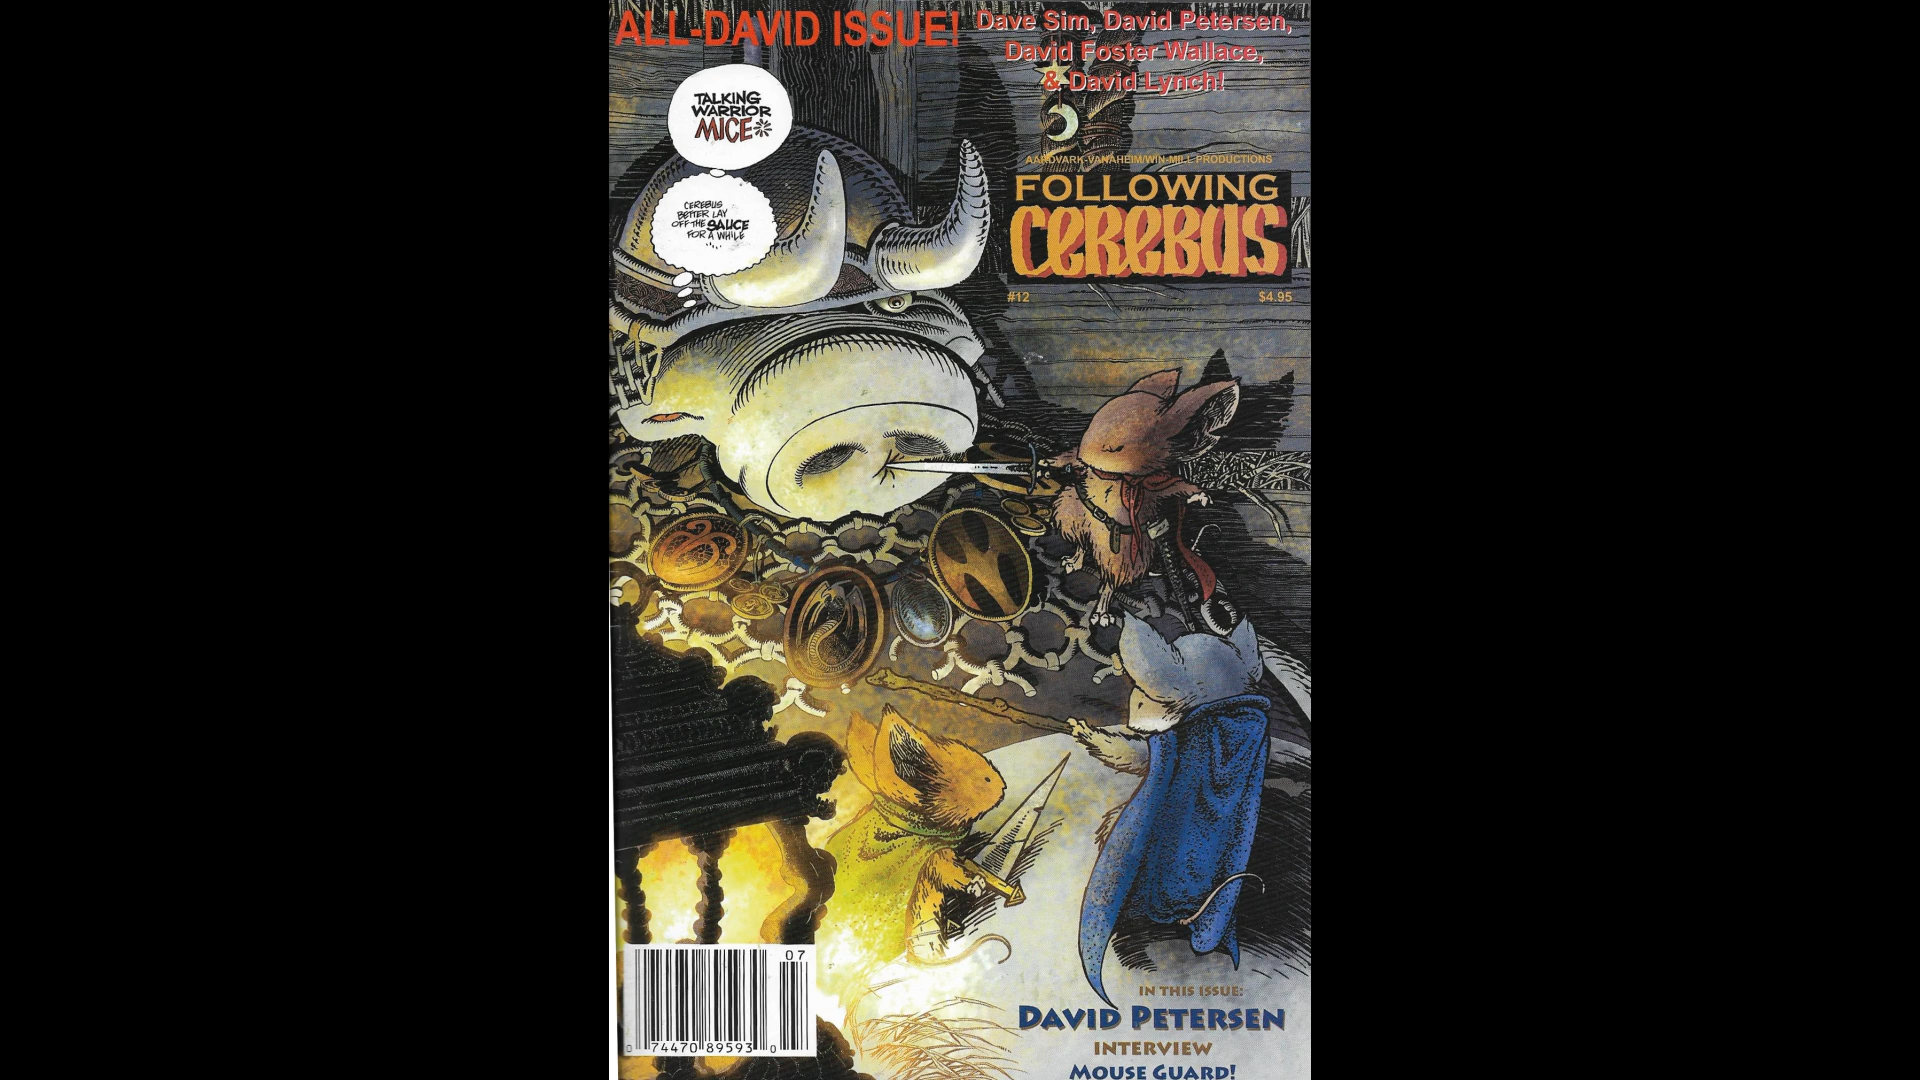 ALL-DAVID ISSUE!
Dave Sim, David Petersen,
David Foster Wallace,
& David Lynch!
TALKING
WARRIOR
MICE*
CEREBUS
BETTER LAY
OFF THE SAUCE
FOR A WHILE
.....
AARDVARK-VANAHEIM/WIN-MILL PRODUCTIONS
FOLLOWING
CEREBUS
#12
$4.95
07
0 74470 89593 0
IN THIS ISSUE:
DAVID PETERSEN
INTERVIEW
MOUSE GUARD!